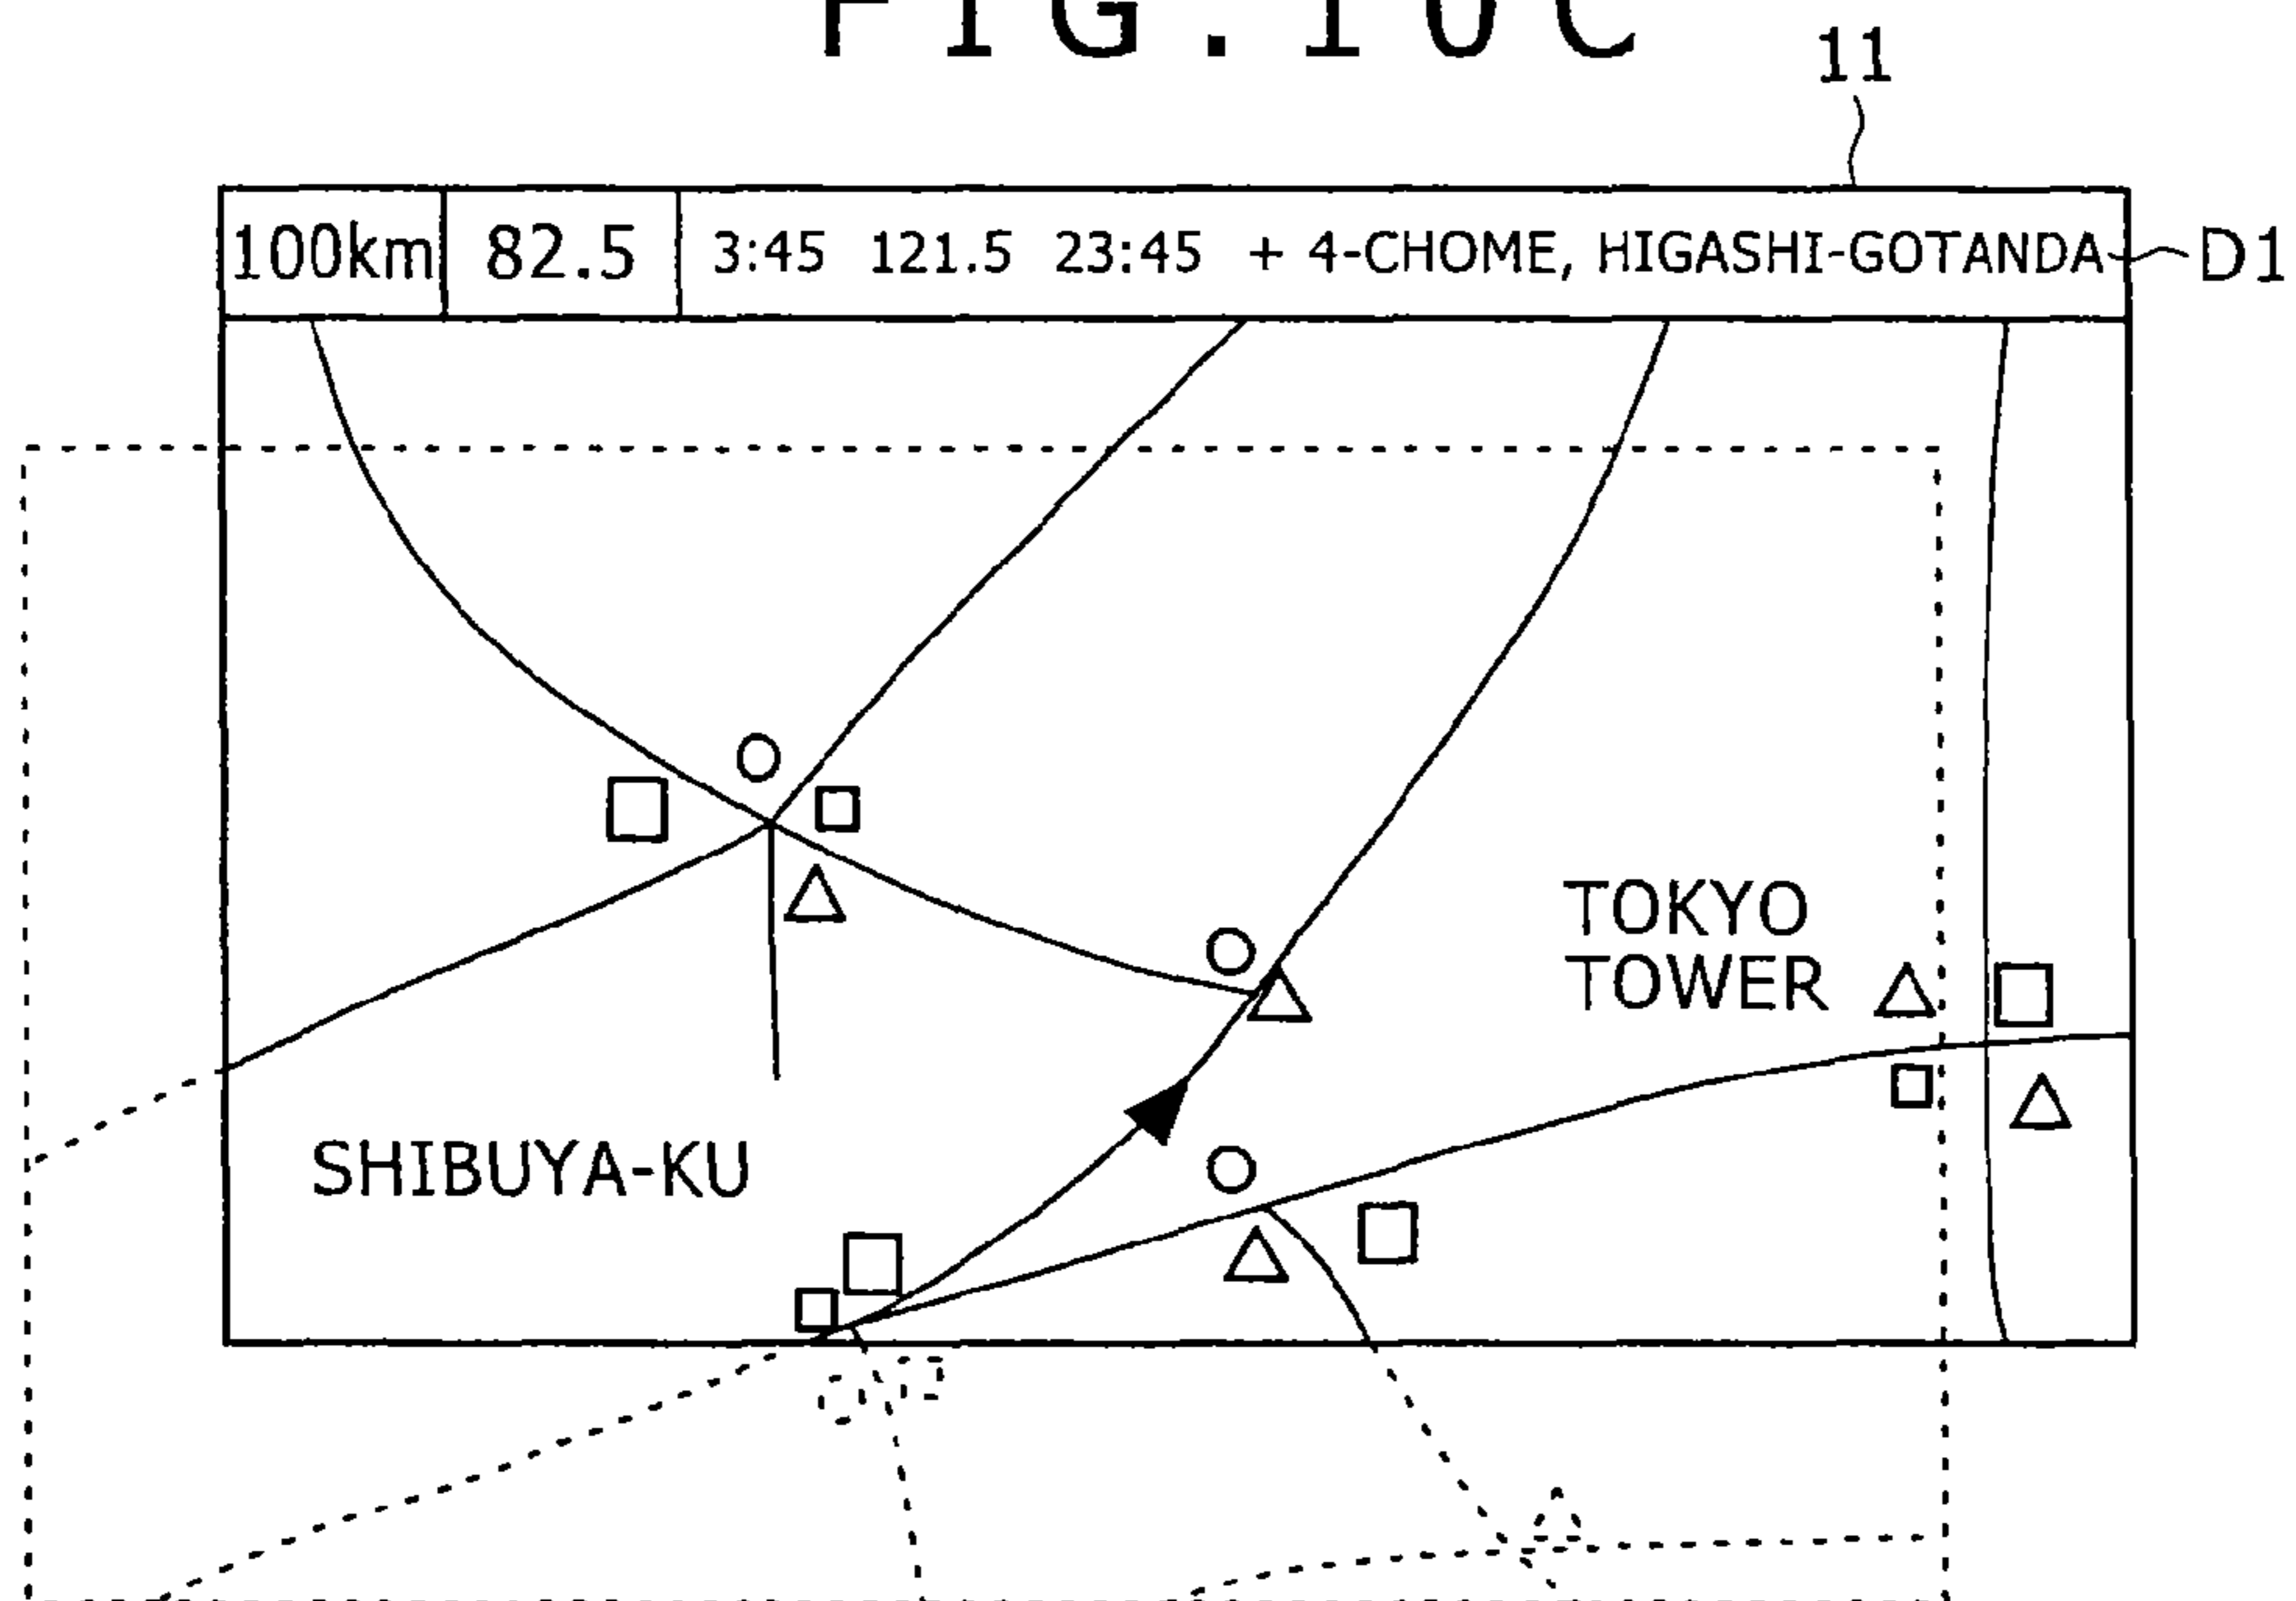 FIG.10C
11
100km 82.5 3:45 121.5 23:45 + 4-CHOME, HIGASHI-GOTANDA D1
TOKYO
TOWER
SHIBUYA-KU